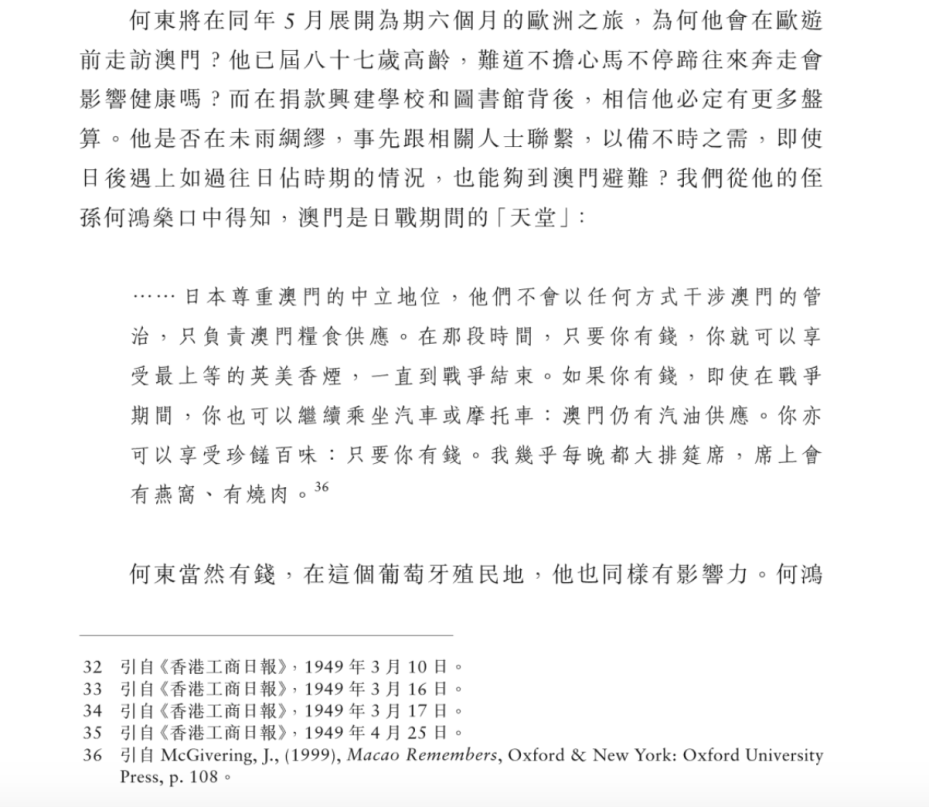 何東將在同年 5 月展開為期六個月的歐洲之旅，為何他會在歐遊
前走訪澳門？他已屆八十七歲高齡，難道不擔心馬不停蹄往來奔走會
影響健康嗎？而在捐款興建學校和圖書館背後，相信他必定有更多盤
算。他是否在未雨綢繆，事先跟相關人士聯繫，以備不時之需，即使
日後遇上如過往日佔時期的情況，也能夠到澳門避難？我們從他的侄
孫何鴻燊口中得知，澳門是日戰期間的「天堂」：
……日本尊重澳門的中立地位，他們不會以任何方式干涉澳門的管
治，只負責澳門糧食供應。在那段時間，只要你有錢，你就可以享
受最上等的英美香煙，一直到戰爭結束。如果你有錢，即使在戰爭
期間，你也可以繼續乘坐汽車或摩托車：澳門仍有汽油供應。你亦
可以享受珍饈百味：只要你有錢。我幾乎每晚都大排筵席，席上會
有燕窩、有燒肉。36
何東當然有錢，在這個葡萄牙殖民地，他也同樣有影響力。何鴻
32 引自《香港工商日報》，1949 年 3 月 10 日。
33 引自《香港工商日報》，1949 年 3 月 16 日。
34 引自《香港工商日報》，1949 年 3 月 17 日。
35 引自《香港工商日報》，1949 年 4 月 25 日。
36 引自 McGivering, J., (1999), Macao Remembers, Oxford & New York: Oxford University
Press, p. 108。